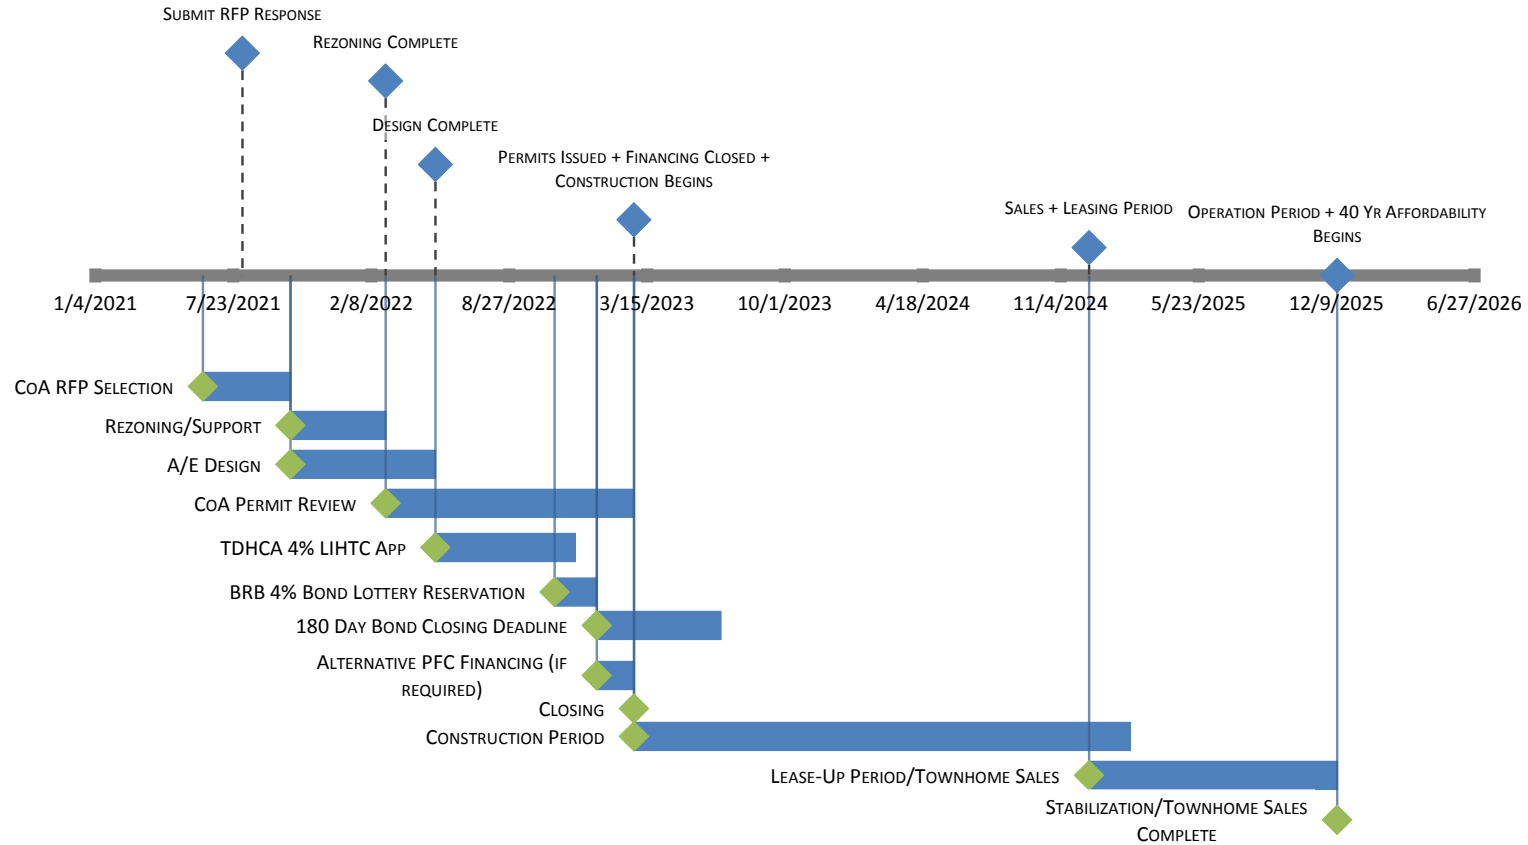 Submit RFP Response
Rezoning Complete
Design Complete
Permits Issued + Financing Closed +
Construction Begins
Sales + Leasing Period
Operation Period + 40 Yr Affordability
Begins
1/4/2021
7/23/2021
2/8/2022
8/27/2022
3/15/2023
10/1/2023
4/18/2024
11/4/2024
5/23/2025
12/9/2025
6/27/2026
CoA RFP Selection
Rezoning/Support
A/E Design
CoA Permit Review
TDHCA 4% LIHTC App
BRB 4% Bond Lottery Reservation
180 Day Bond Closing Deadline
Alternative PFC Financing (if
required)
Closing
Construction Period
Lease-Up Period/Townhome Sales
Stabilization/Townhome Sales
Complete